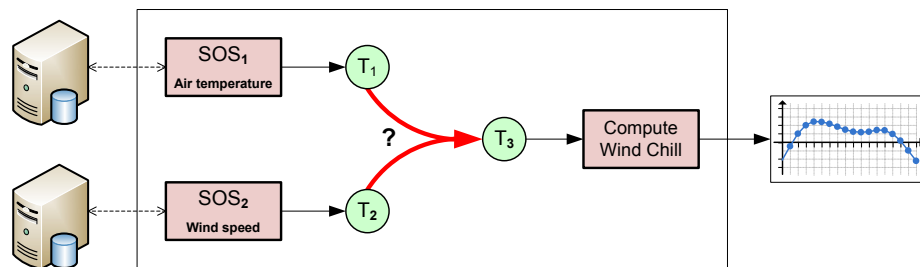 SOS₁
Air temperature
T₁
?
T₃
Compute
Wind Chill
SOS₂
Wind speed
T₂